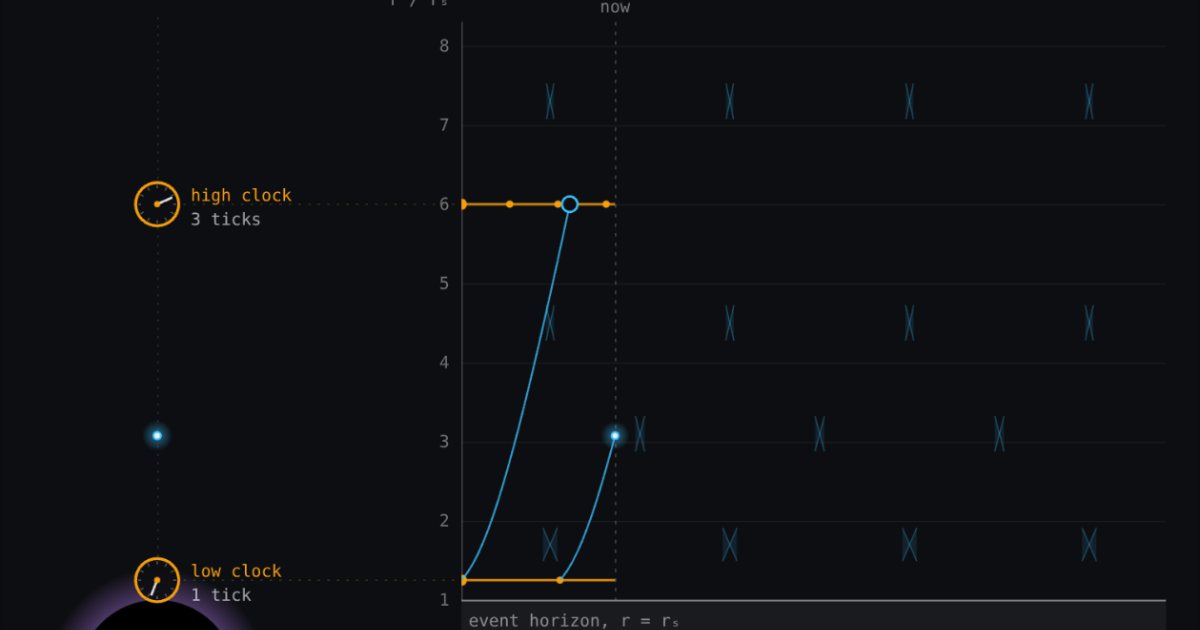 r / rₛ
now
8
7
high clock
3 ticks
6
5
4
3
2
low clock
1 tick
1
event horizon, r = rₛ